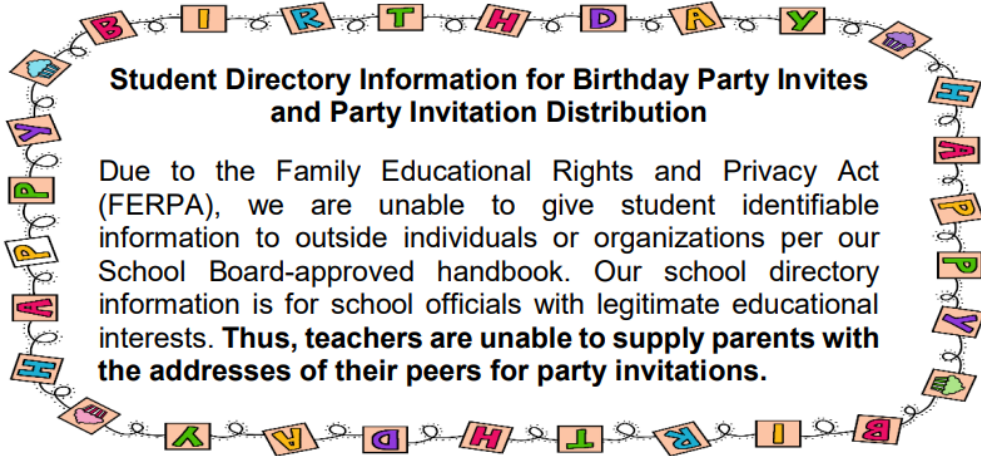 HAPPY
BIRTHDAY
Student Directory Information for Birthday Party Invites
and Party Invitation Distribution
Due to the Family Educational Rights and Privacy Act
(FERPA), we are unable to give student identifiable
information to outside individuals or organizations per our
School Board-approved handbook. Our school directory
information is for school officials with legitimate educational
interests. Thus, teachers are unable to supply parents with
the addresses of their peers for party invitations.
HAPPY
BIRTHDAY